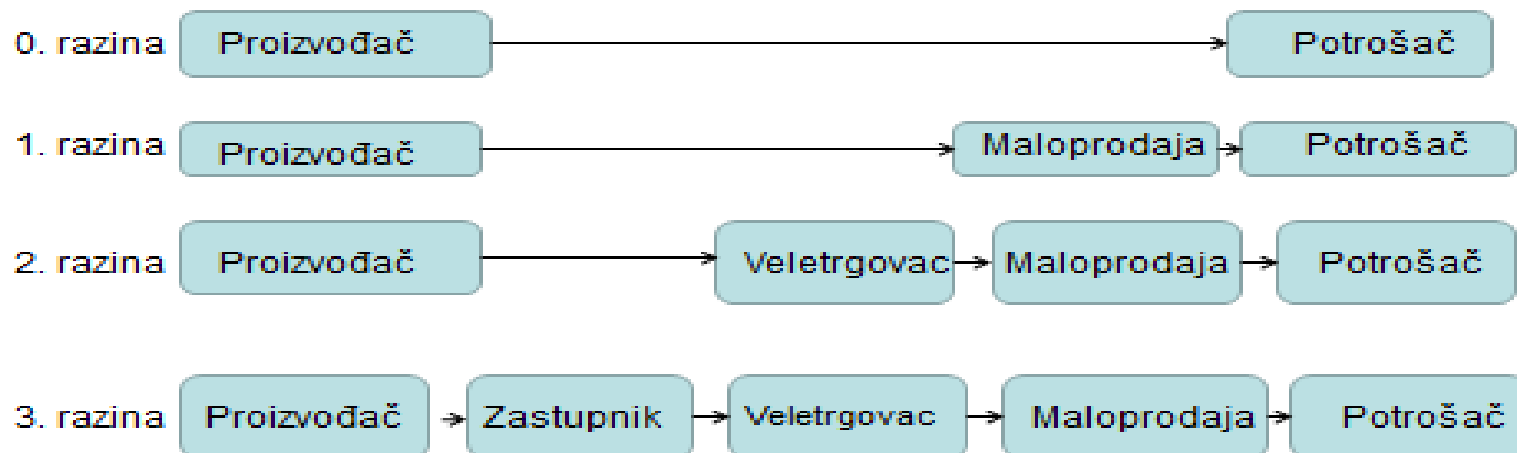 0. razina Proizvođač Potrošač
1. razina Proizvođač Maloprodaja Potrošač
2. razina Proizvođač Veletrgovac Maloprodaja Potrošač
3. razina Proizvođač Zastupnik Veletrgovac Maloprodaja Potrošač